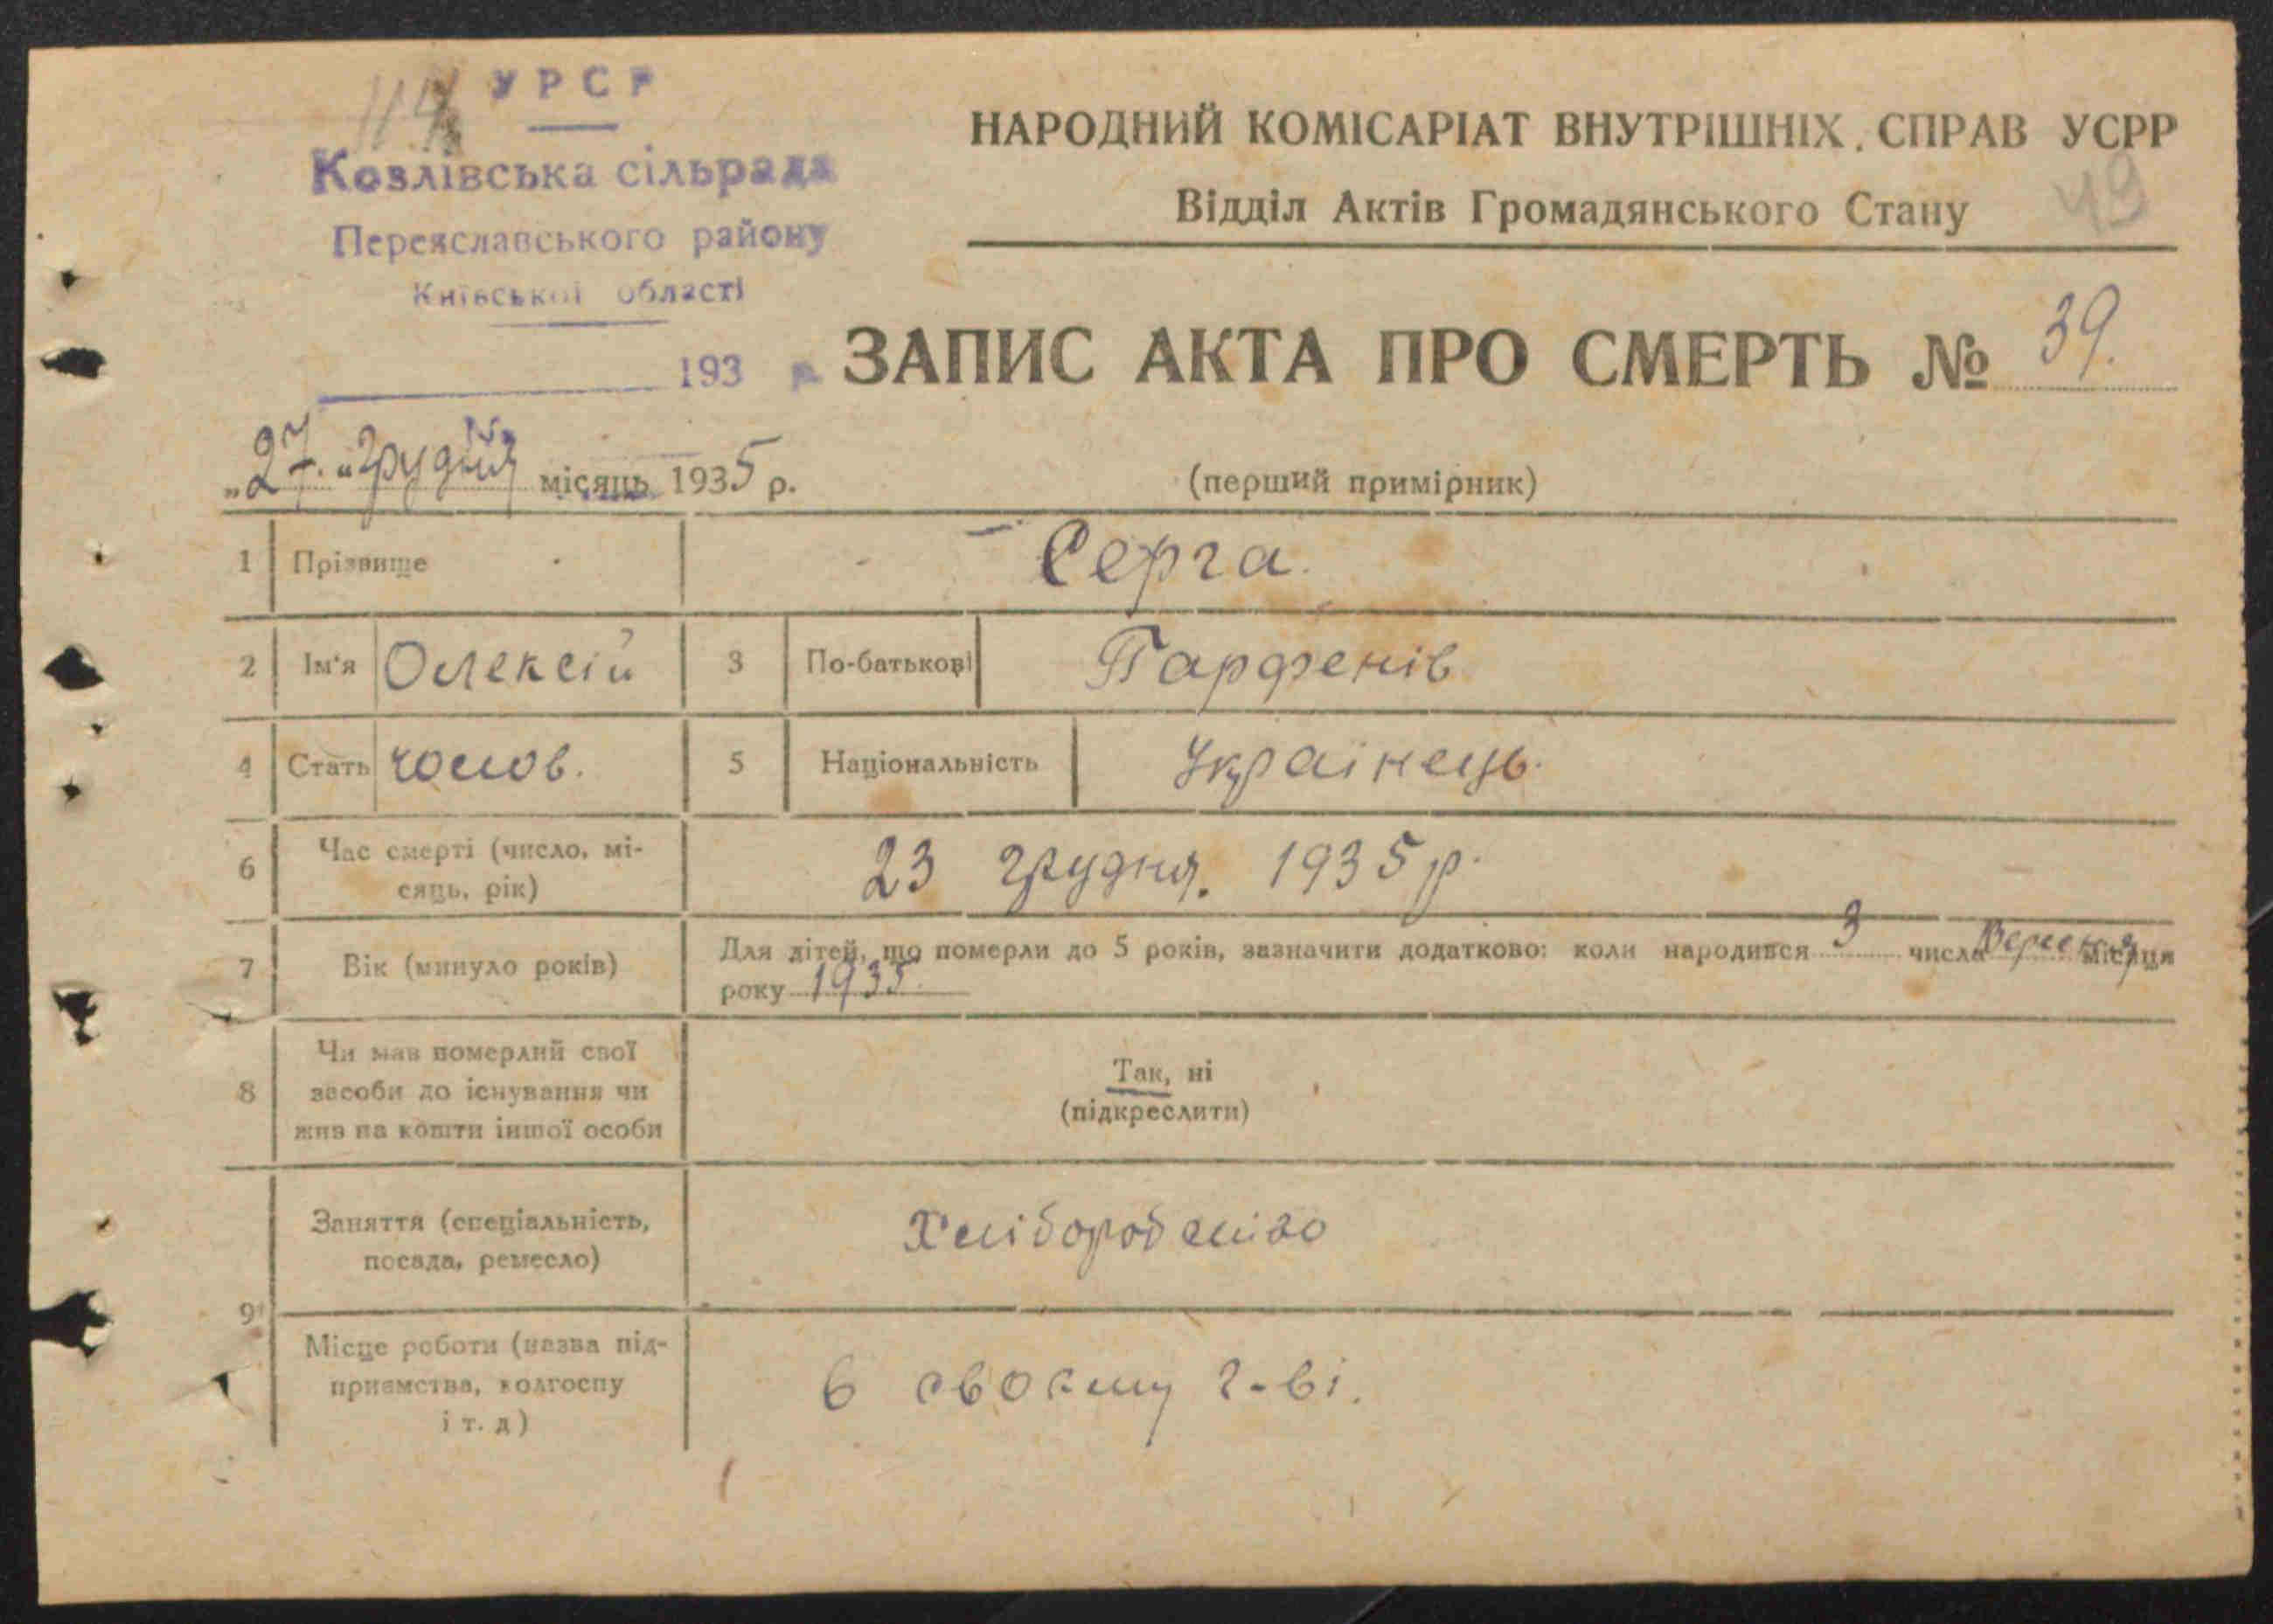 114 УРСР
Козлівська сільрада
Переяславського району
Київської області
193 р.
НАРОДНИЙ КОМІСАРІАТ ВНУТРІШНІХ СПРАВ УСРР
Відділ Актів Громадянського Стану 49
ЗАПИС АКТА ПРО СМЕРТЬ № 39.
„27." грудня місяць 1935 р.
(перший примірник)
1 Прізвище Серга.
2 Ім'я Олексій 3 По-батькові Парфенів
4 Стать чолов. 5 Національність Українець.
6 Час смерті (число, мі-
сяць, рік) 23 грудня. 1935 р.
7 Вік (минуло років) Для дітей, що померли до 5 років, зазначити додатково: коли народився 3 числа Вересня місяця
року 1935.
8 Чи мав померлий свої
засоби до існування чи
жив на кошти іншої особи
Так, ні
(підкреслити)
9 Заняття (спеціальність,
посада, ремесло)
Місце роботи (назва під-
приємства, колгоспу
і т. д)
в своєму г-ві.